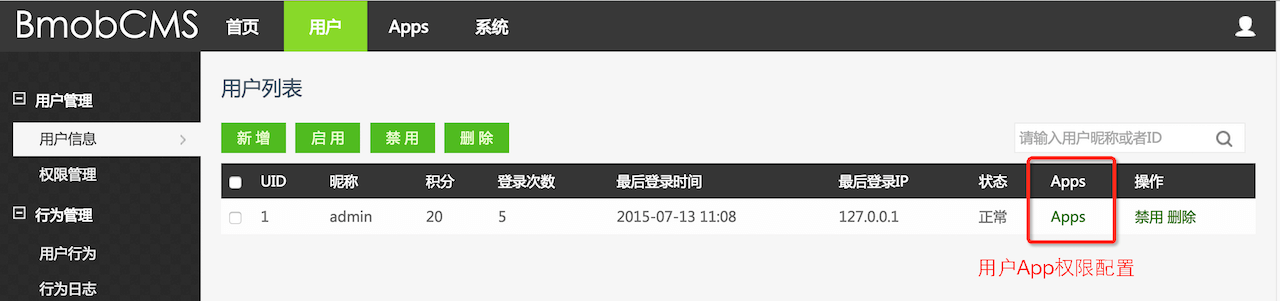 BmobCMS 首页 用户 Apps 系统
用户管理
用户信息
权限管理
行为管理
用户行为
行为日志
用户列表
新 增 启 用 禁 用 删 除 请输入用户昵称或者ID
UID 昵称 积分 登录次数 最后登录时间 最后登录IP 状态 Apps 操作
1 admin 20 5 2015-07-13 11:08 127.0.0.1 正常 Apps 禁用 删除
用户App权限配置